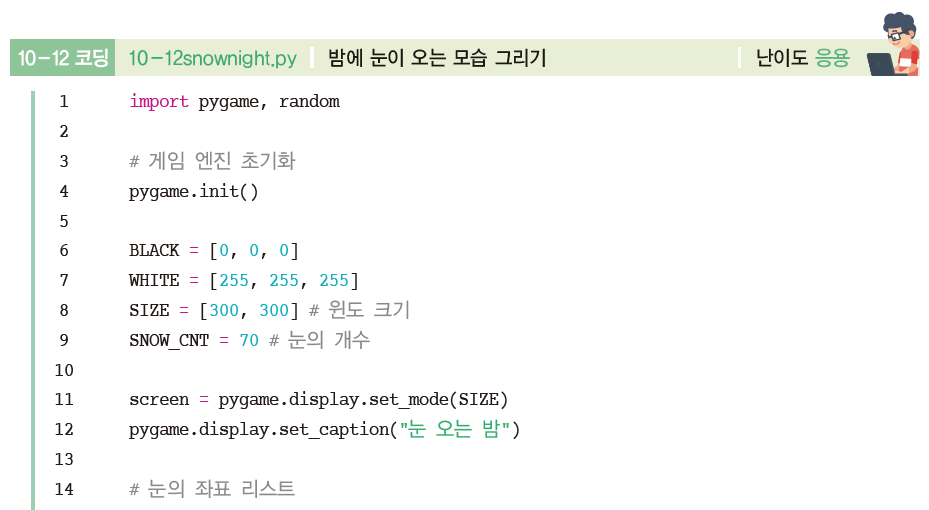 10-12 코딩 10-12snownight.py 밤에 눈이 오는 모습 그리기 난이도 응용
1 import pygame, random
2
3 # 게임 엔진 초기화
4 pygame.init()
5
6 BLACK = [0, 0, 0]
7 WHITE = [255, 255, 255]
8 SIZE = [300, 300] # 윈도 크기
9 SNOW_CNT = 70 # 눈의 개수
10
11 screen = pygame.display.set_mode(SIZE)
12 pygame.display.set_caption("눈 오는 밤")
13
14 # 눈의 좌표 리스트